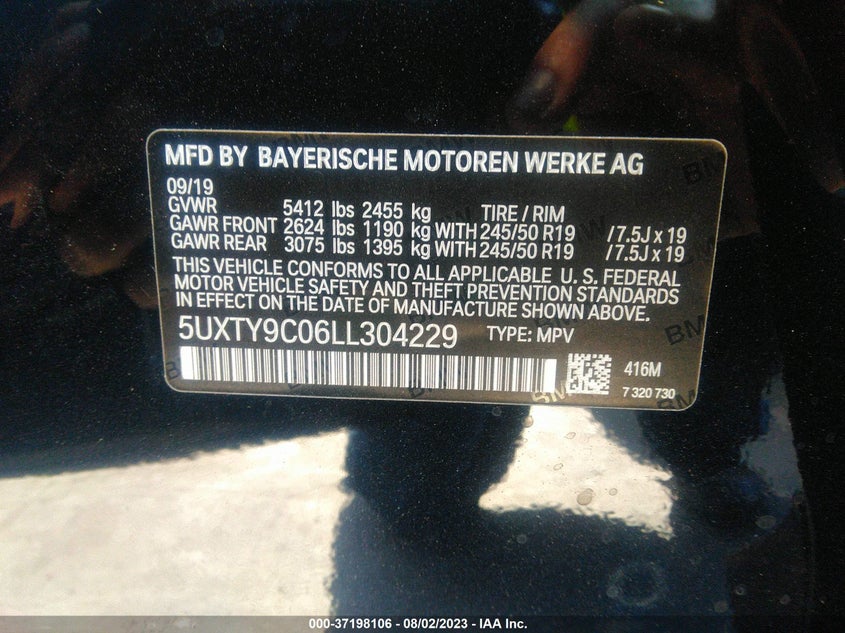 MFD BY BAYERISCHE MOTOREN WERKE AG
09/19
GVWR 5412 lbs 2455 kg TIRE / RIM
GAWR FRONT 2624 lbs 1190 kg WITH 245/50 R19 /7.5J x 19
GAWR REAR 3075 lbs 1395 kg WITH 245/50 R19 /7.5J x 19
THIS VEHICLE CONFORMS TO ALL APPLICABLE U. S. FEDERAL
MOTOR VEHICLE SAFETY AND THEFT PREVENTION STANDARDS
IN EFFECT ON THE DATE OF MANUFACTURE SHOWN ABOVE.
5UXTY9C06LL304229 TYPE: MPV
416M
7 320 730
000-37198106 - 08/02/2023 - IAA Inc.